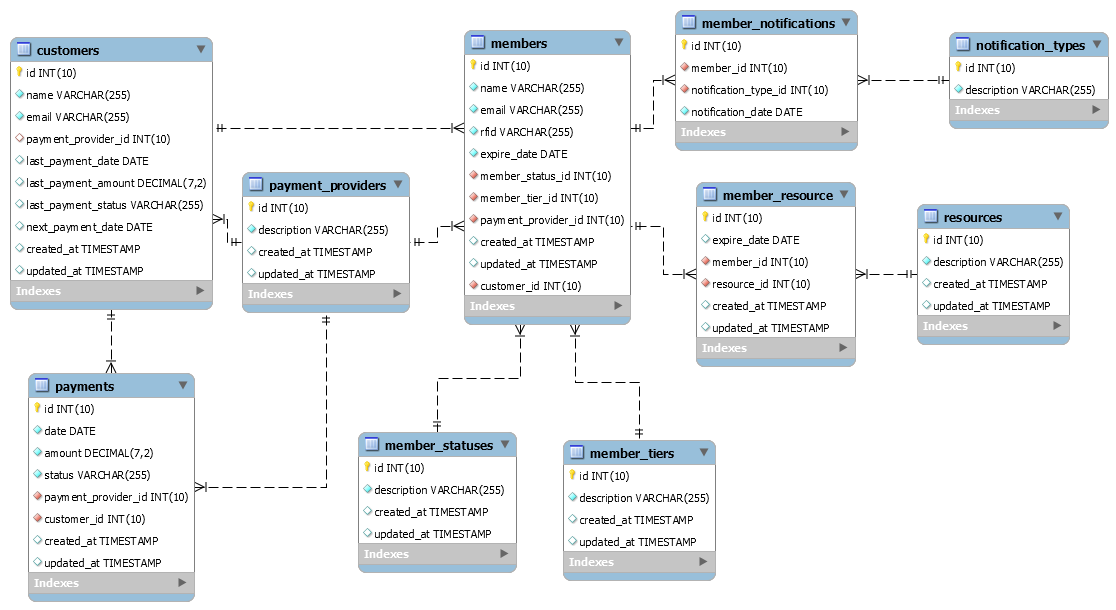 customers
id INT(10)
name VARCHAR(255)
email VARCHAR(255)
payment_provider_id INT(10)
last_payment_date DATE
last_payment_amount DECIMAL(7,2)
last_payment_status VARCHAR(255)
next_payment_date DATE
created_at TIMESTAMP
updated_at TIMESTAMP
Indexes
payment_providers
id INT(10)
description VARCHAR(255)
created_at TIMESTAMP
updated_at TIMESTAMP
Indexes
members
id INT(10)
name VARCHAR(255)
email VARCHAR(255)
rfid VARCHAR(255)
expire_date DATE
member_status_id INT(10)
member_tier_id INT(10)
payment_provider_id INT(10)
created_at TIMESTAMP
updated_at TIMESTAMP
customer_id INT(10)
Indexes
member_notifications
id INT(10)
member_id INT(10)
notification_type_id INT(10)
notification_date DATE
Indexes
notification_types
id INT(10)
description VARCHAR(255)
Indexes
member_resource
id INT(10)
expire_date DATE
member_id INT(10)
resource_id INT(10)
created_at TIMESTAMP
updated_at TIMESTAMP
Indexes
resources
id INT(10)
description VARCHAR(255)
created_at TIMESTAMP
updated_at TIMESTAMP
Indexes
payments
id INT(10)
date DATE
amount DECIMAL(7,2)
status VARCHAR(255)
payment_provider_id INT(10)
customer_id INT(10)
created_at TIMESTAMP
updated_at TIMESTAMP
Indexes
member_statuses
id INT(10)
description VARCHAR(255)
created_at TIMESTAMP
updated_at TIMESTAMP
Indexes
member_tiers
id INT(10)
description VARCHAR(255)
created_at TIMESTAMP
updated_at TIMESTAMP
Indexes